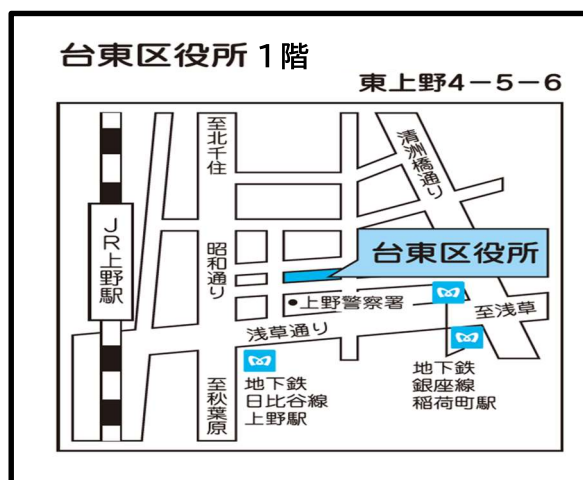 台東区役所 1階
東上野4-5-6
至北千住
清洲橋通り
JR上野駅
昭和通り
台東区役所
●上野警察署
浅草通り
至浅草
至秋葉原
地下鉄
日比谷線
上野駅
地下鉄
銀座線
稲荷町駅